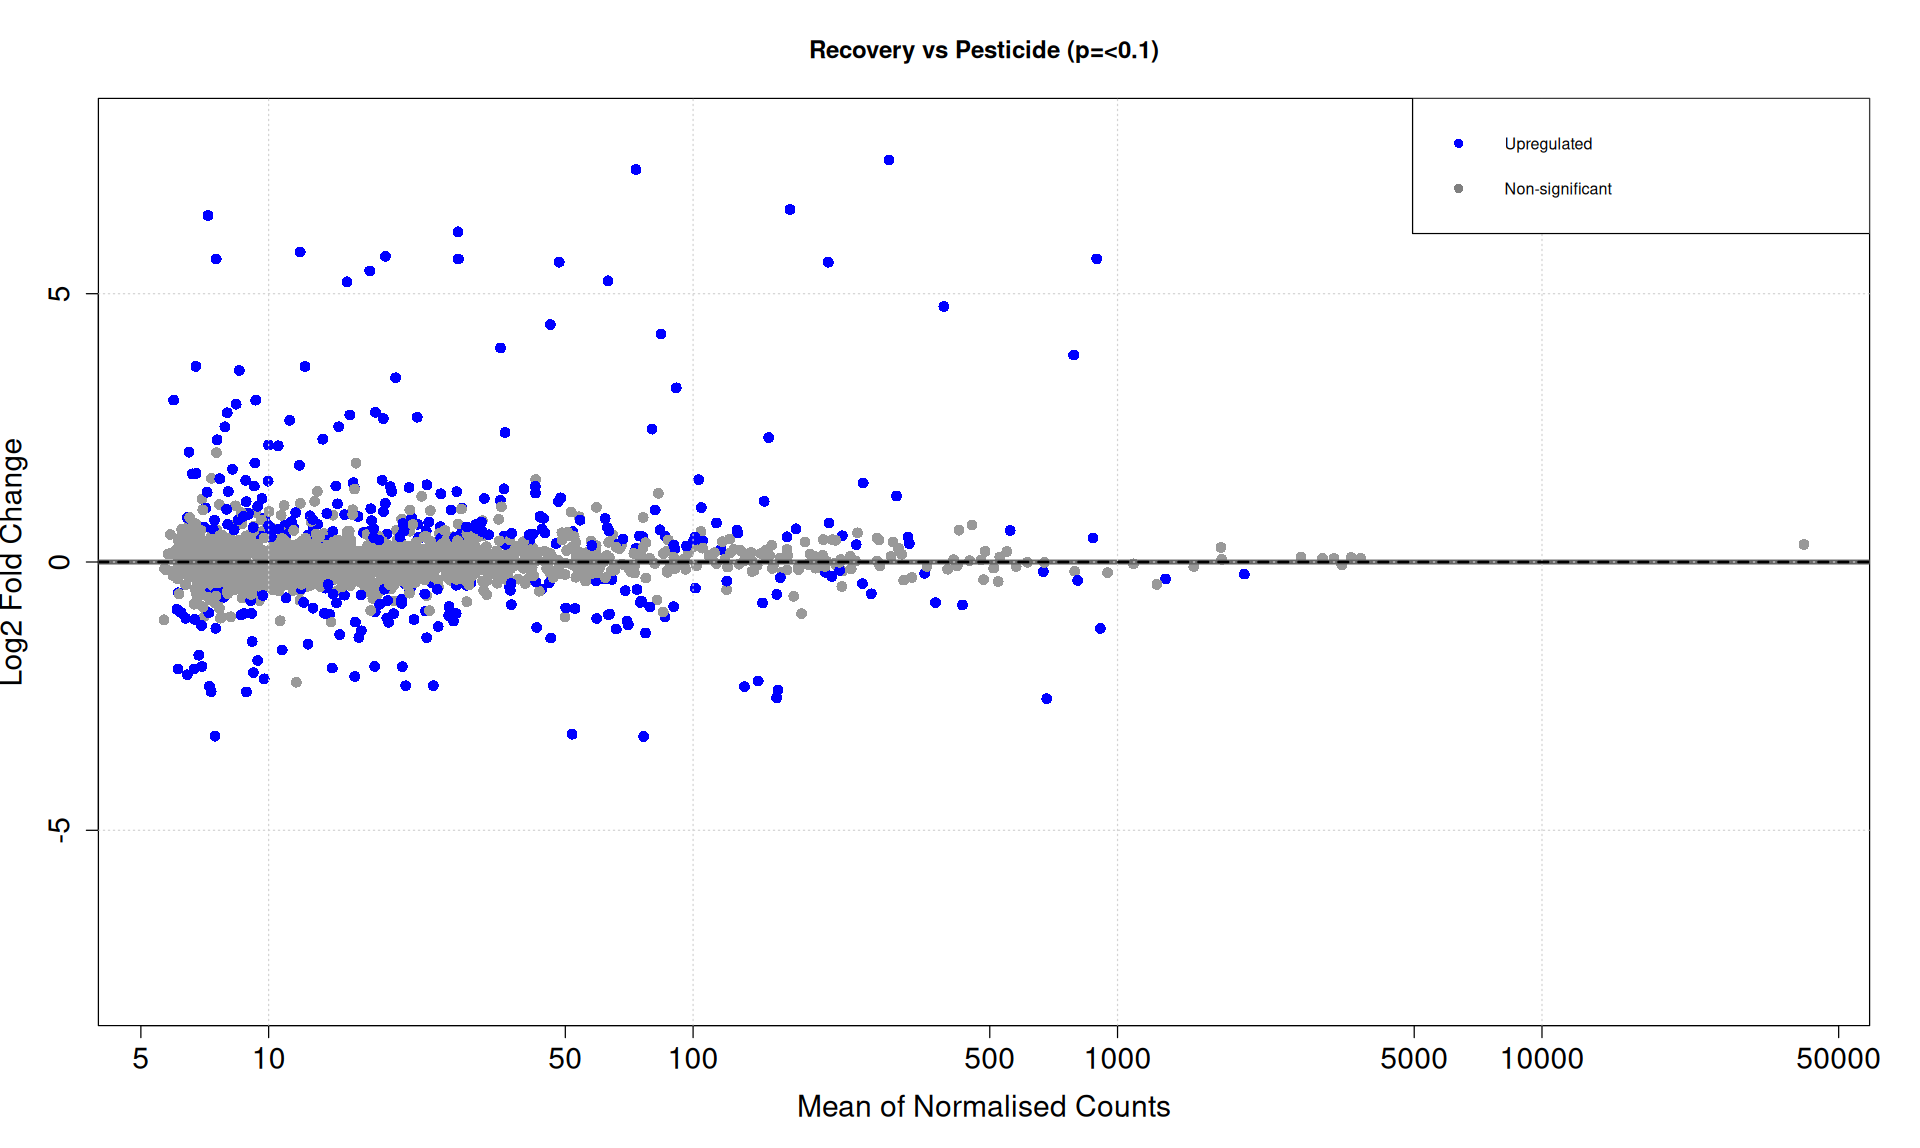 Recovery vs Pesticide (p=<0.1)
Upregulated
Non-significant
5
0
-5
Log2 Fold Change
5 10 50 100 500 1000 5000 10000 50000
Mean of Normalised Counts